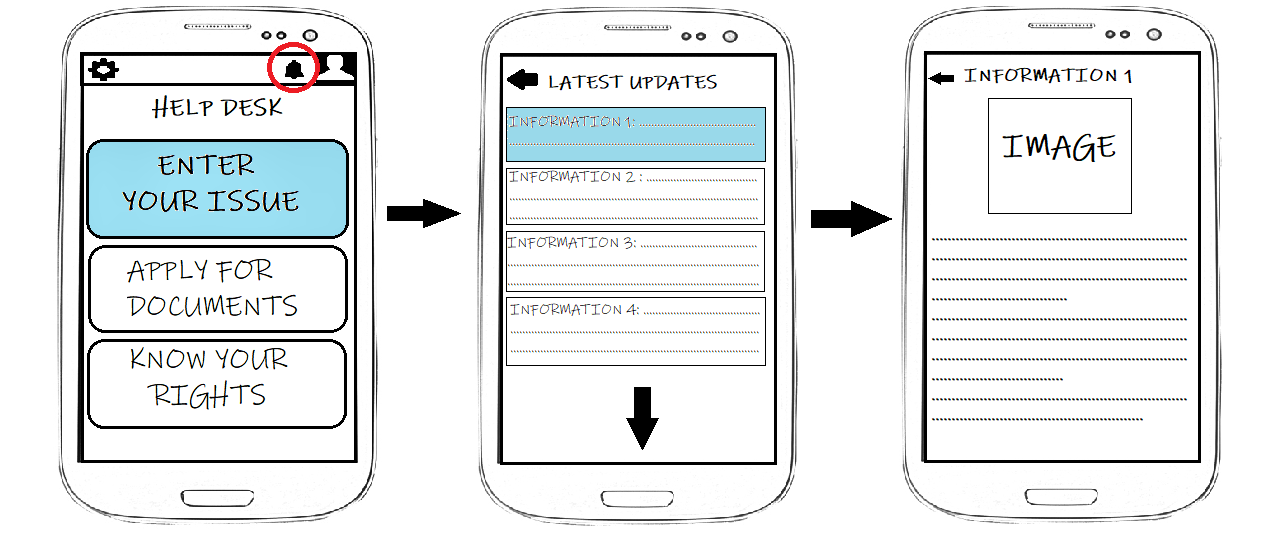 HELP DESK
ENTER
YOUR ISSUE
APPLY FOR
DOCUMENTS
KNOW YOUR
RIGHTS
LATEST UPDATES
INFORMATION 1:
INFORMATION 2 :
INFORMATION 3:
INFORMATION 4:
INFORMATION 1
IMAGE